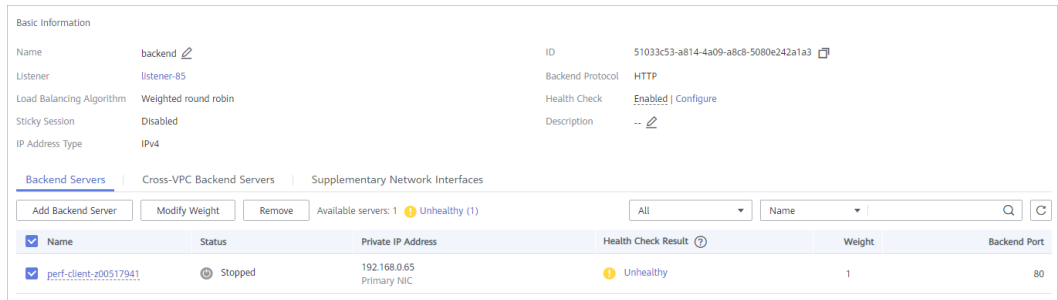 Basic Information
Name backend ID 51033c53-a814-4a09-a8c8-5080e242a1a3
Listener listener-85 Backend Protocol HTTP
Load Balancing Algorithm Weighted round robin Health Check Enabled | Configure
Sticky Session Disabled Description --
IP Address Type IPv4
Backend Servers Cross-VPC Backend Servers Supplementary Network Interfaces
Add Backend Server Modify Weight Remove Available servers: 1 Unhealthy (1) All Name
Name Status Private IP Address Health Check Result Weight Backend Port
perf-client-z00517941 Stopped 192.168.0.65 Unhealthy 1 80
Primary NIC